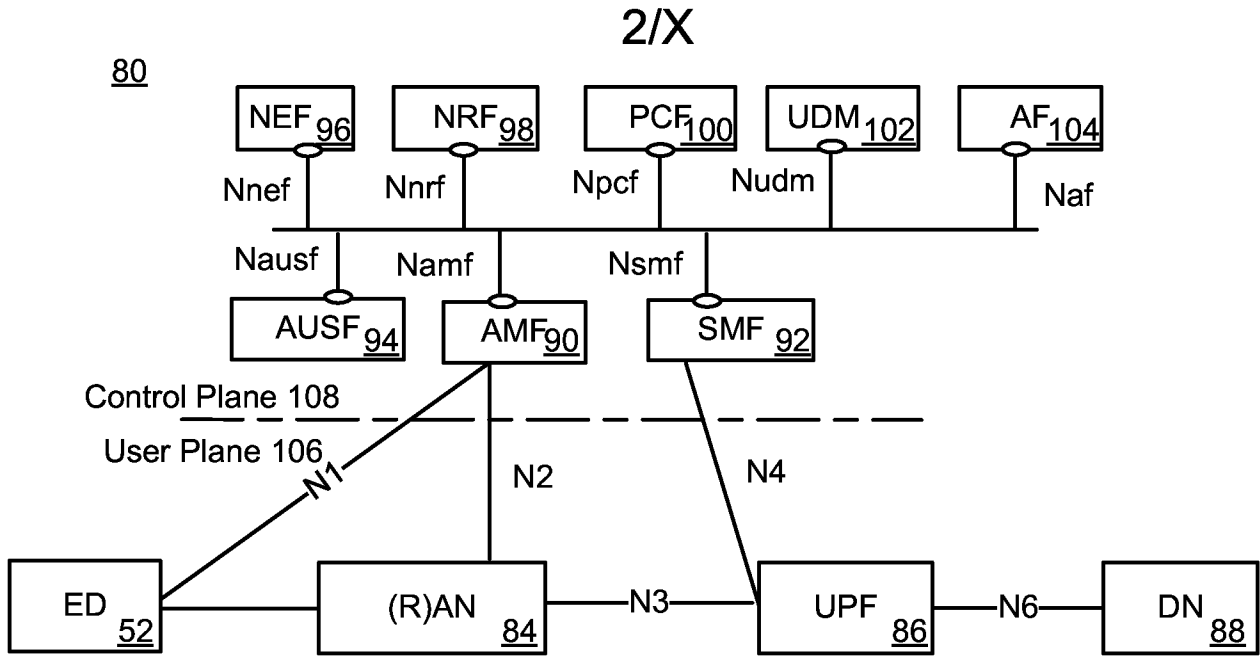 2/X
80
NEF 96
NRF 98
PCF 100
UDM 102
AF 104
Nnef
Nnrf
Npcf
Nudm
Naf
Nausf
Namf
Nsmf
AUSF 94
AMF 90
SMF 92
Control Plane 108
User Plane 106
N1
N2
N4
ED 52
(R)AN 84
N3
UPF 86
N6
DN 88